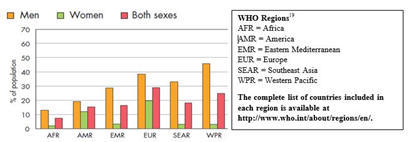 Men Women Both sexes
70
60
50
40
30
20
10
0
% of population
AFR AMR EMR EUR SEAR WPR
WHO Regions
AFR = Africa
AMR = America
EMR = Eastern Mediterranean
EUR = Europe
SEAR = Southeast Asia
WPR = Western Pacific
The complete list of countries included in
each region is available at
http://www.who.int/about/regions/en/.